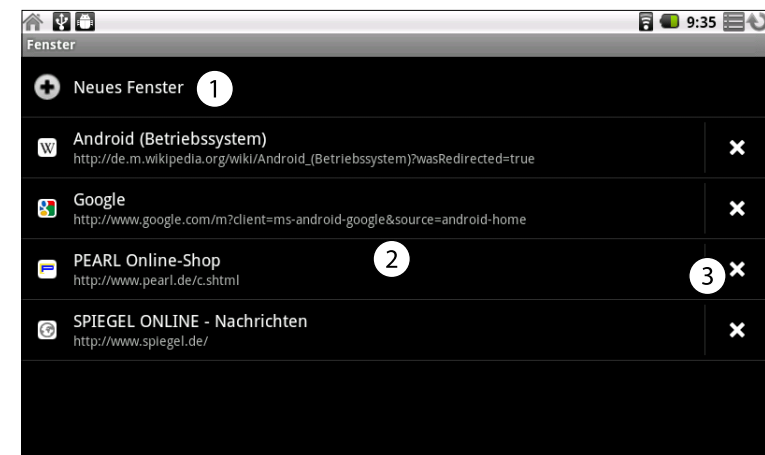 9:35
Fenster
Neues Fenster 1
Android (Betriebssystem)
http://de.m.wikipedia.org/wiki/Android_(Betriebssystem)?wasRedirected=true
Google
http://www.google.com/m?client=ms-android-google&source=android-home
PEARL Online-Shop 2
http://www.pearl.de/c.shtml 3
SPIEGEL ONLINE - Nachrichten
http://www.spiegel.de/